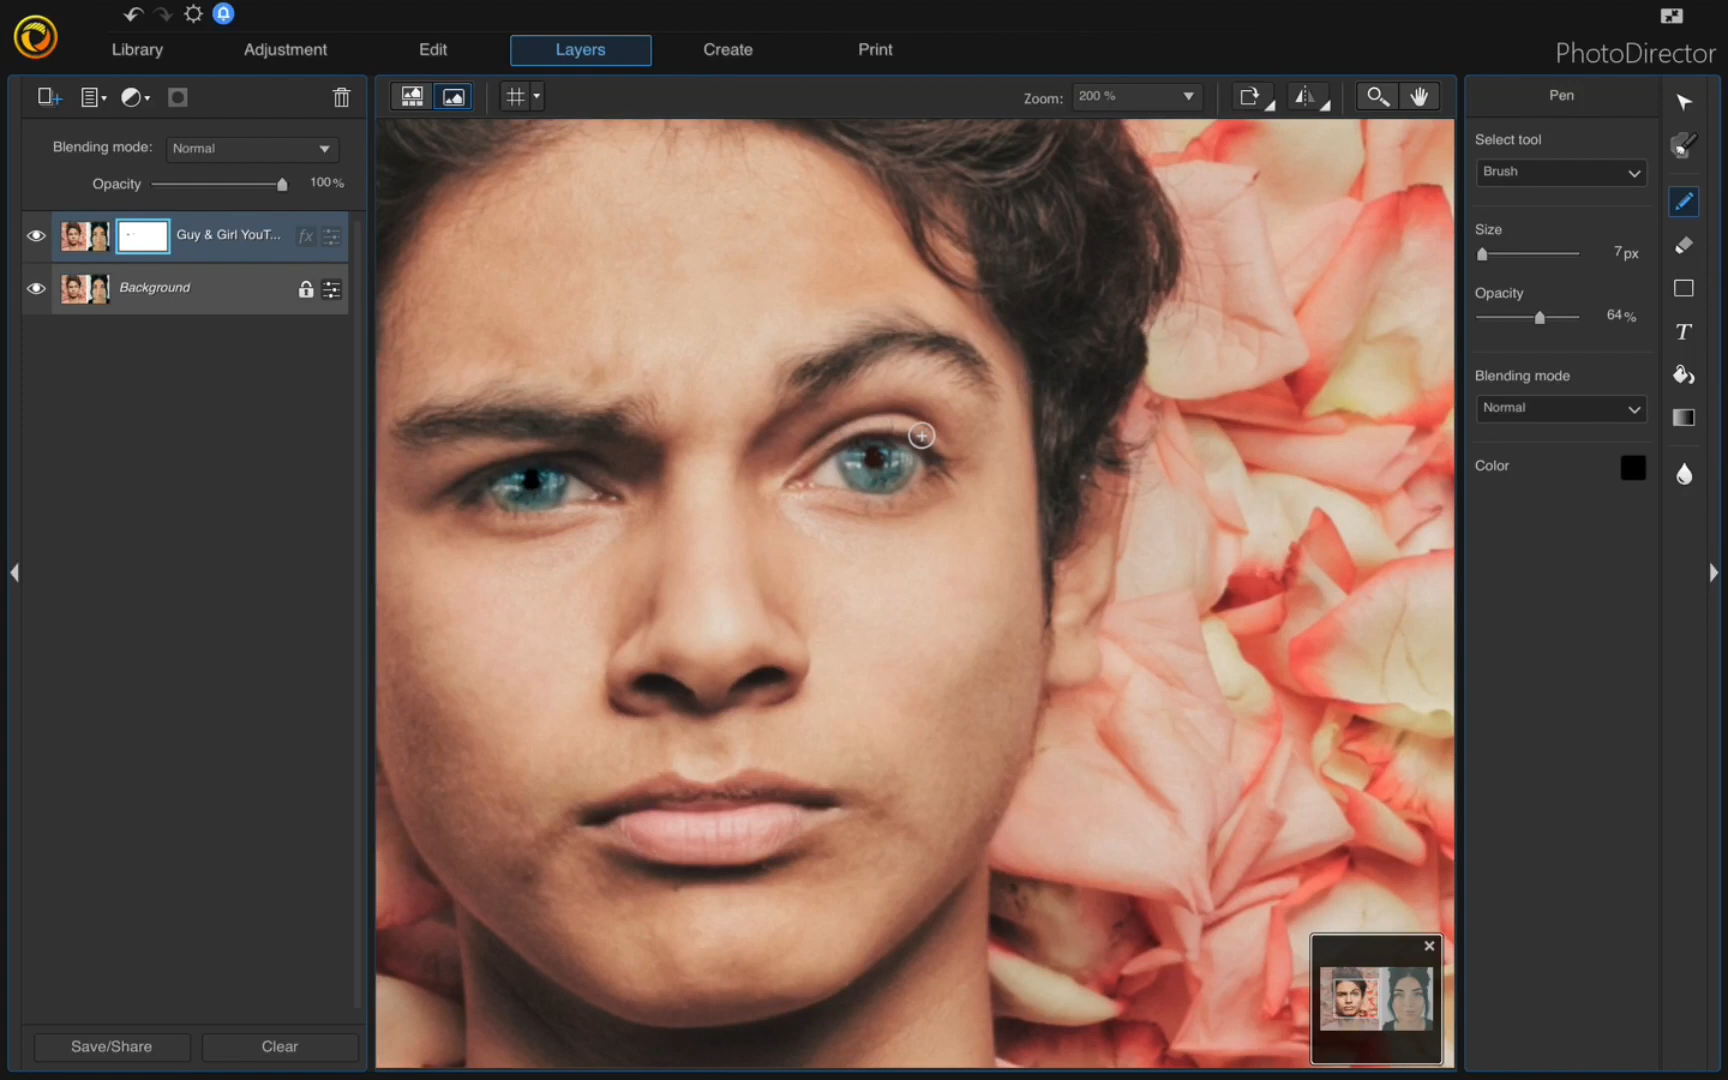 Library
Adjustment
Edit
Layers
Create
Print
PhotoDirector
Zoom:
200 %
Pen
Blending mode:
Normal
Opacity
100%
Guy & Girl YouT...
fx
Background
Select tool
Brush
Size
7px
Opacity
64%
Blending mode
Normal
Color
T
Save/Share
Clear